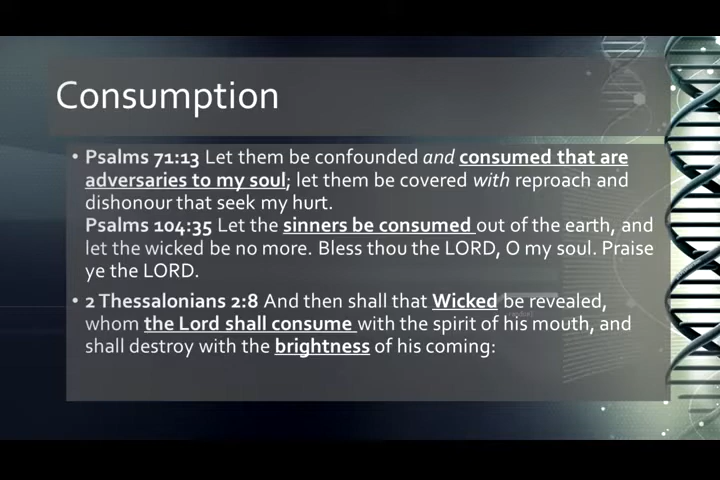 Consumption
• Psalms 71:13 Let them be confounded and consumed that are
adversaries to my soul; let them be covered with reproach and
dishonour that seek my hurt.
Psalms 104:35 Let the sinners be consumed out of the earth, and
let the wicked be no more. Bless thou the LORD, O my soul. Praise
ye the LORD.
• 2 Thessalonians 2:8 And then shall that Wicked be revealed,
whom the Lord shall consume with the spirit of his mouth, and
shall destroy with the brightness of his coming: